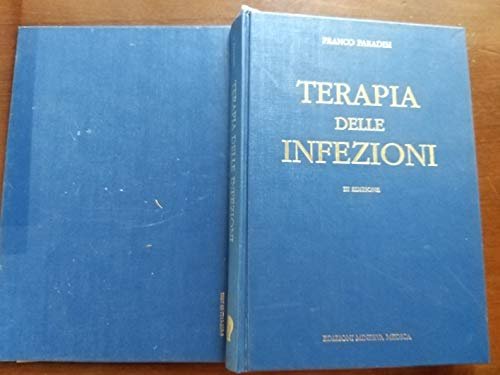 FRANCO PARADISI
TERAPIA
DELLE
INFEZIONI
III EDIZIONE
EDIZIONI MINERVA MEDICA
TERAPIA DELLE INFEZIONI